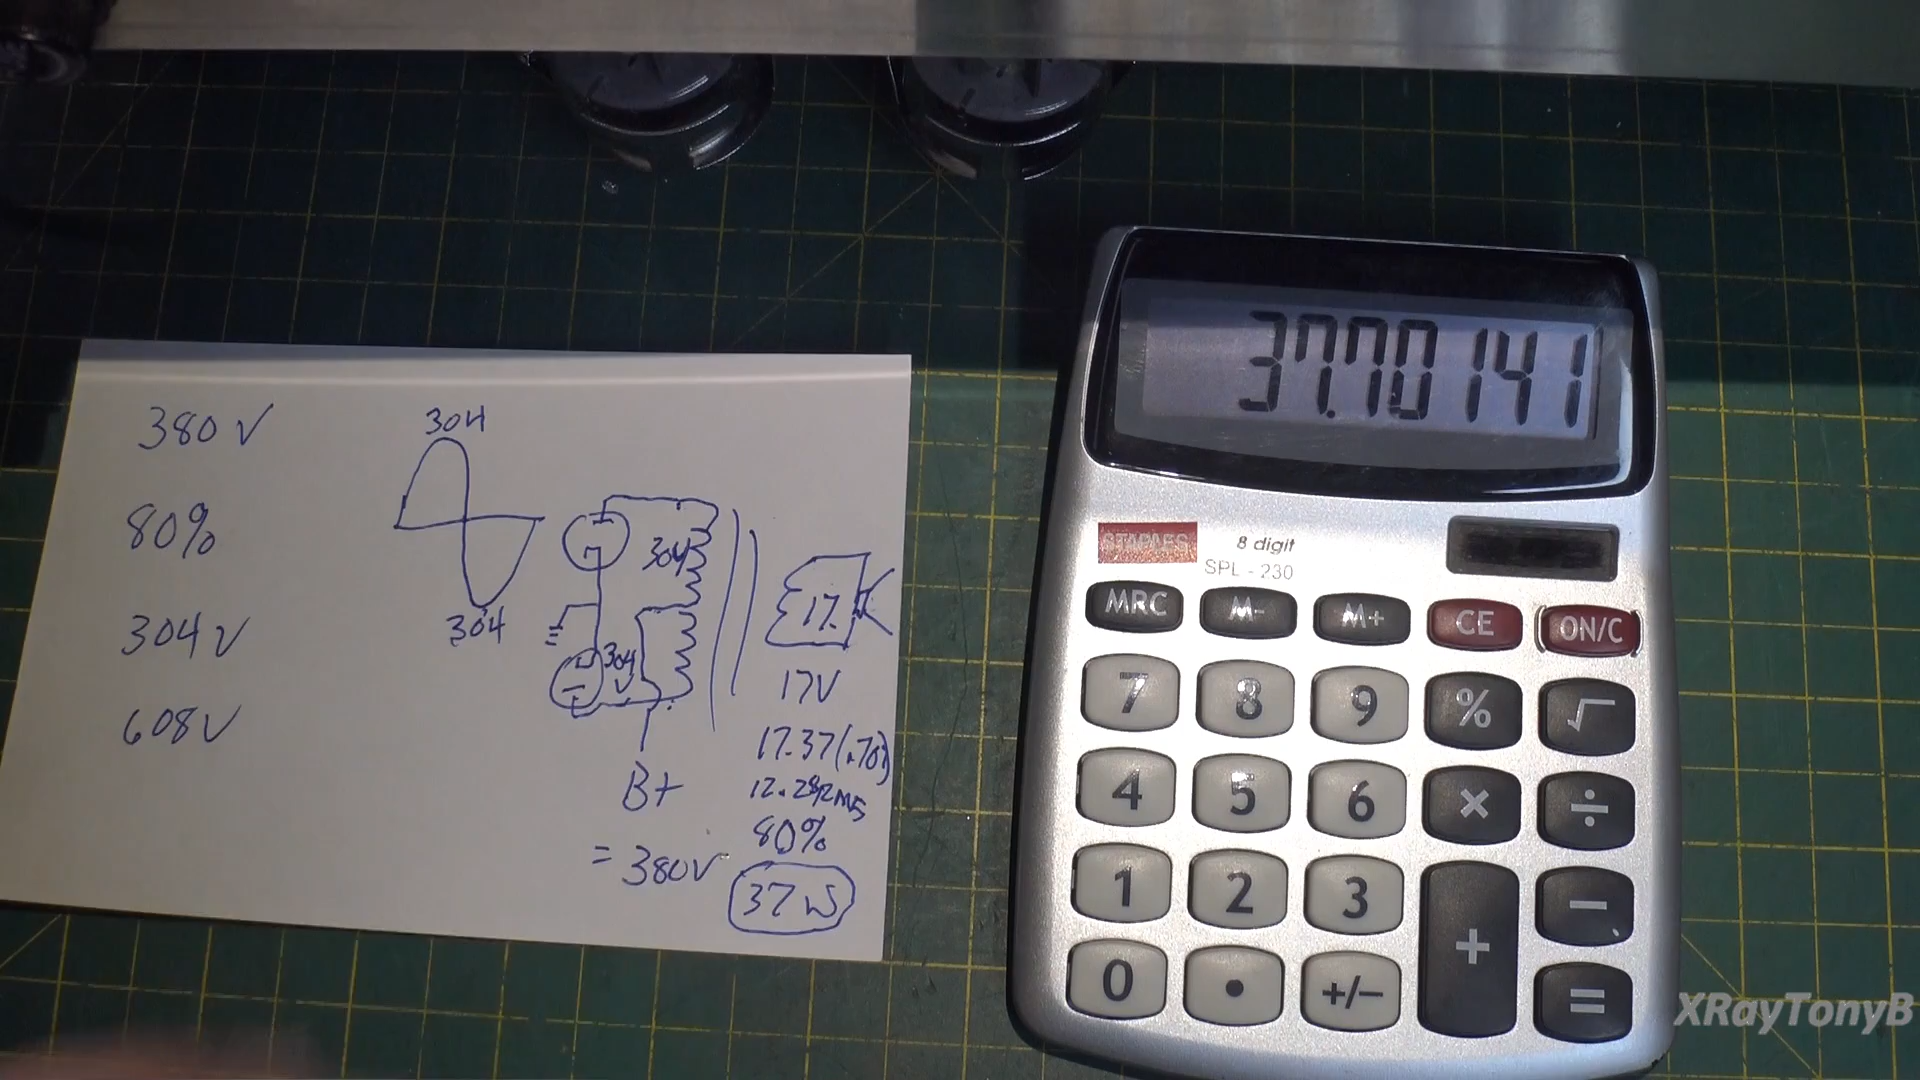 380V
80%
304V
608V
304
304
304
304
V
17.
17V
17.37(.707)
12.28RMS
80%
37W
B+
= 380V
37.70141
STAPLES
8 digit
SPL-230
MRC M- M+ CE ON/C
7 8 9 % √
4 5 6 × ÷
1 2 3 + −
0 • +/− =
XRayTonyB